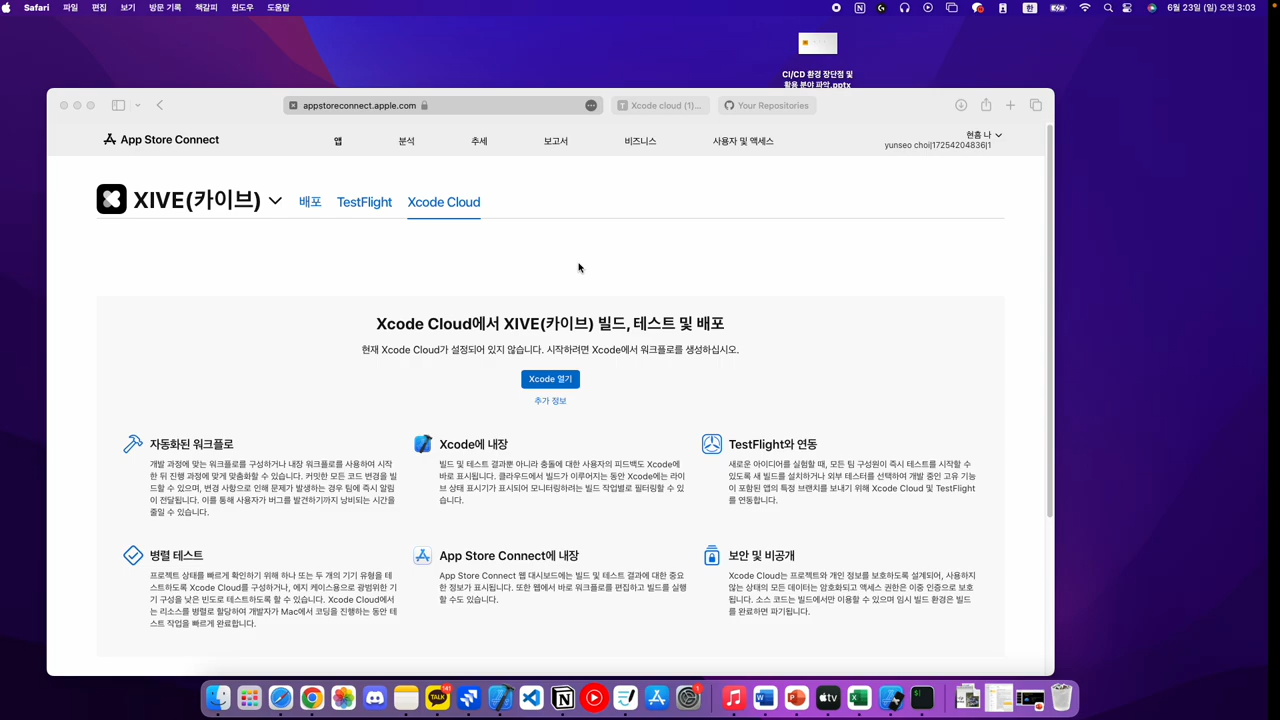 Safari 파일 편집 보기 방문 기록 책갈피 윈도우 도움말
한
6월 23일 (일) 오전 3:03
CI/CD 환경 장단점 및
활용 분야 파악.pptx
appstoreconnect.apple.com
Xcode cloud (1)...
Your Repositories
App Store Connect
앱
분석
추세
보고서
비즈니스
사용자 및 액세스
현흠 나
yunseo choi|17254204836|1
XIVE(카이브)
배포
TestFlight
Xcode Cloud
Xcode Cloud에서 XIVE(카이브) 빌드, 테스트 및 배포
현재 Xcode Cloud가 설정되어 있지 않습니다. 시작하려면 Xcode에서 워크플로를 생성하십시오.
Xcode 열기
추가 정보
자동화된 워크플로
개발 과정에 맞는 워크플로를 구성하거나 내장 워크플로를 사용하여 시작
한 뒤 진행 과정에 맞게 맞춤화할 수 있습니다. 커밋한 모든 코드 변경을 빌
드할 수 있으며, 변경 사항으로 인해 문제가 발생하는 경우 팀에 즉시 알림
이 전달됩니다. 이를 통해 사용자가 버그를 발견하기까지 낭비되는 시간을
줄일 수 있습니다.
Xcode에 내장
빌드 및 테스트 결과뿐 아니라 충돌에 대한 사용자의 피드백도 Xcode에
바로 표시됩니다. 클라우드에서 빌드가 이루어지는 동안 Xcode에는 라이
브 상태 표시기가 표시되어 모니터링하려는 빌드 작업별로 필터링할 수 있
습니다.
TestFlight와 연동
새로운 아이디어를 실험할 때, 모든 팀 구성원이 즉시 테스트를 시작할 수
있도록 새 빌드를 설치하거나 외부 테스터를 선택하여 개발 중인 고유 기능
이 포함된 앱의 특정 브랜치를 보내기 위해 Xcode Cloud 및 TestFlight
를 연동합니다.
병렬 테스트
프로젝트 상태를 빠르게 확인하기 위해 하나 또는 두 개의 기기 유형을 테
스트하도록 Xcode Cloud를 구성하거나, 에지 케이스용으로 광범위한 기
기 구성을 낮은 빈도로 테스트하도록 할 수 있습니다. Xcode Cloud에서
는 리소스를 병렬로 할당하여 개발자가 Mac에서 코딩을 진행하는 동안 테
스트 작업을 빠르게 완료합니다.
App Store Connect에 내장
App Store Connect 웹 대시보드에는 빌드 및 테스트 결과에 대한 중요
한 정보가 표시됩니다. 또한 웹에서 바로 워크플로를 편집하고 빌드를 실행
할 수도 있습니다.
보안 및 비공개
Xcode Cloud는 프로젝트와 개인 정보를 보호하도록 설계되어, 사용하지
않는 상태의 모든 데이터는 암호화되고 액세스 권한은 이중 인증으로 보호
됩니다. 소스 코드는 빌드에서만 이용할 수 있으며 임시 빌드 환경은 빌드
를 완료하면 파기됩니다.
TALK
tv